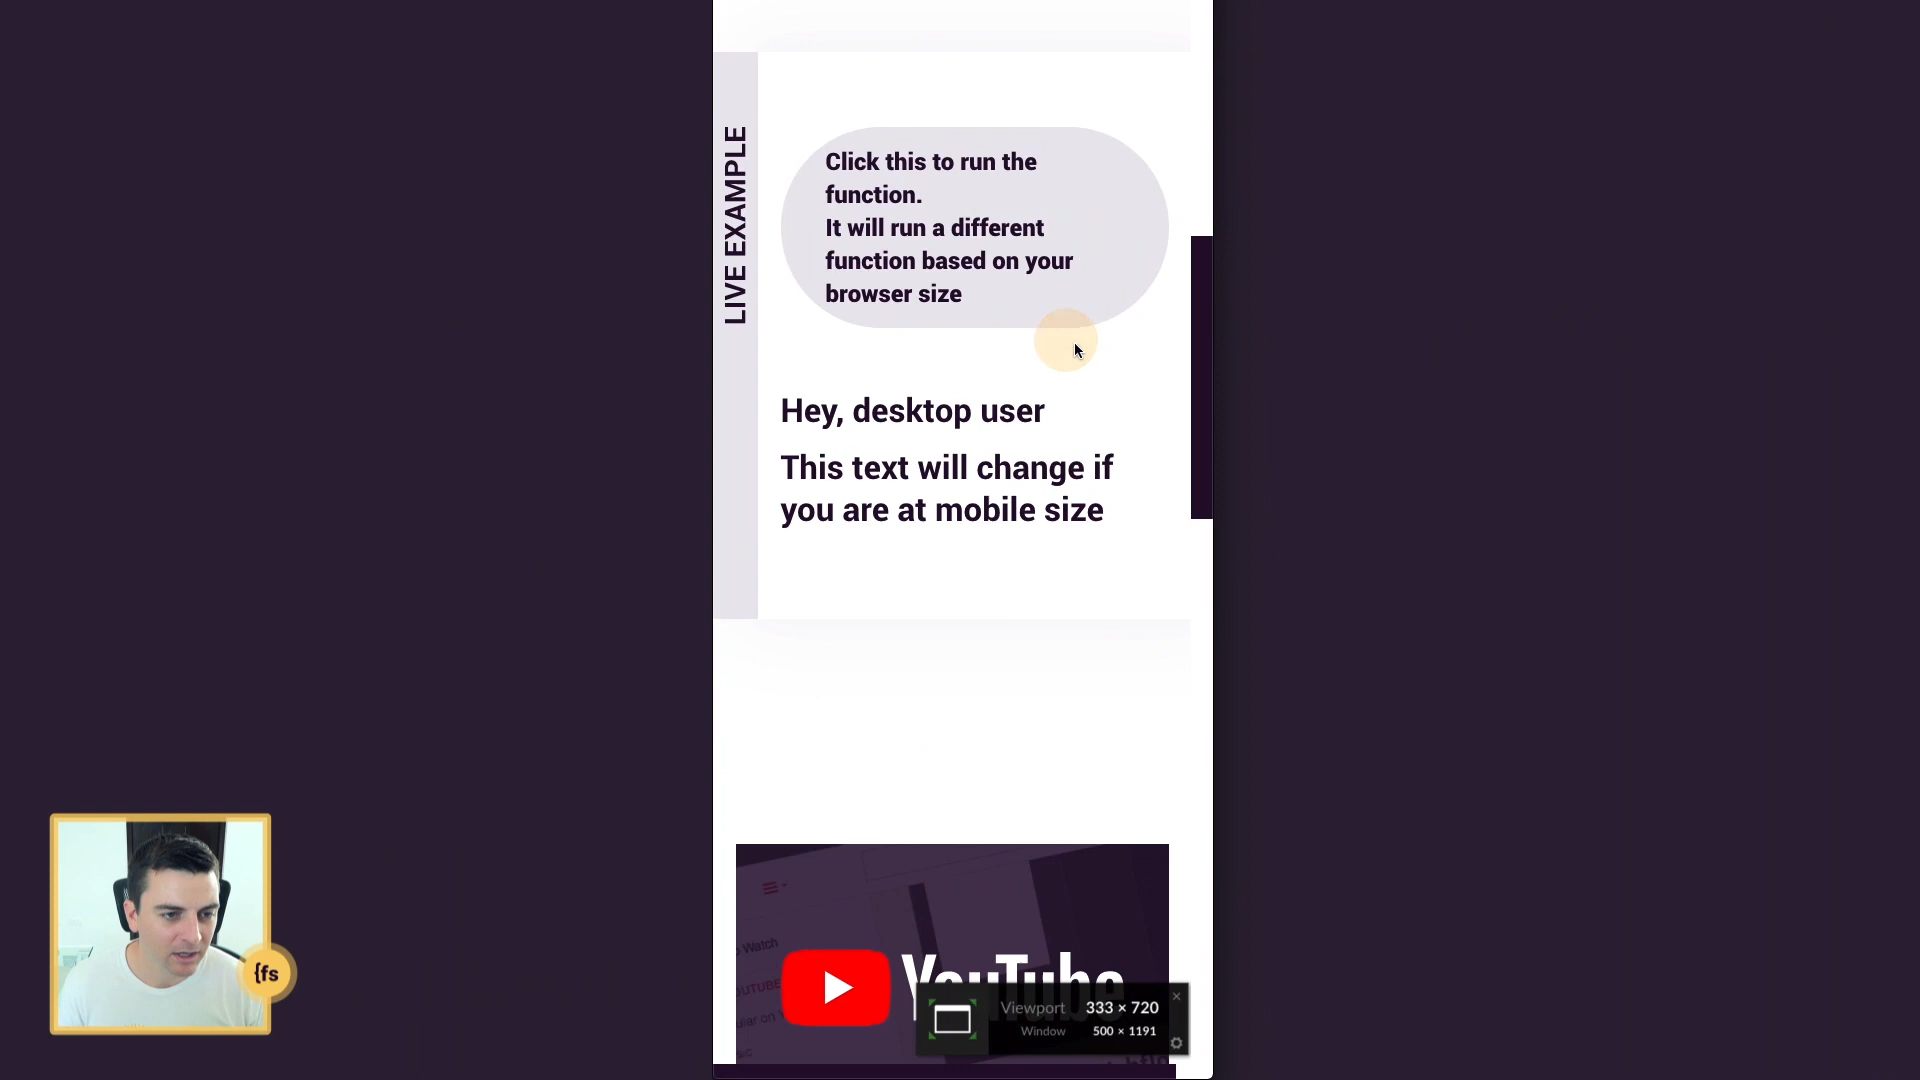 LIVE EXAMPLE
Click this to run the
function.
It will run a different
function based on your
browser size
Hey, desktop user
This text will change if
you are at mobile size
Watch
YouTube
Viewport 333 × 720
Window 500 × 1191
{fs